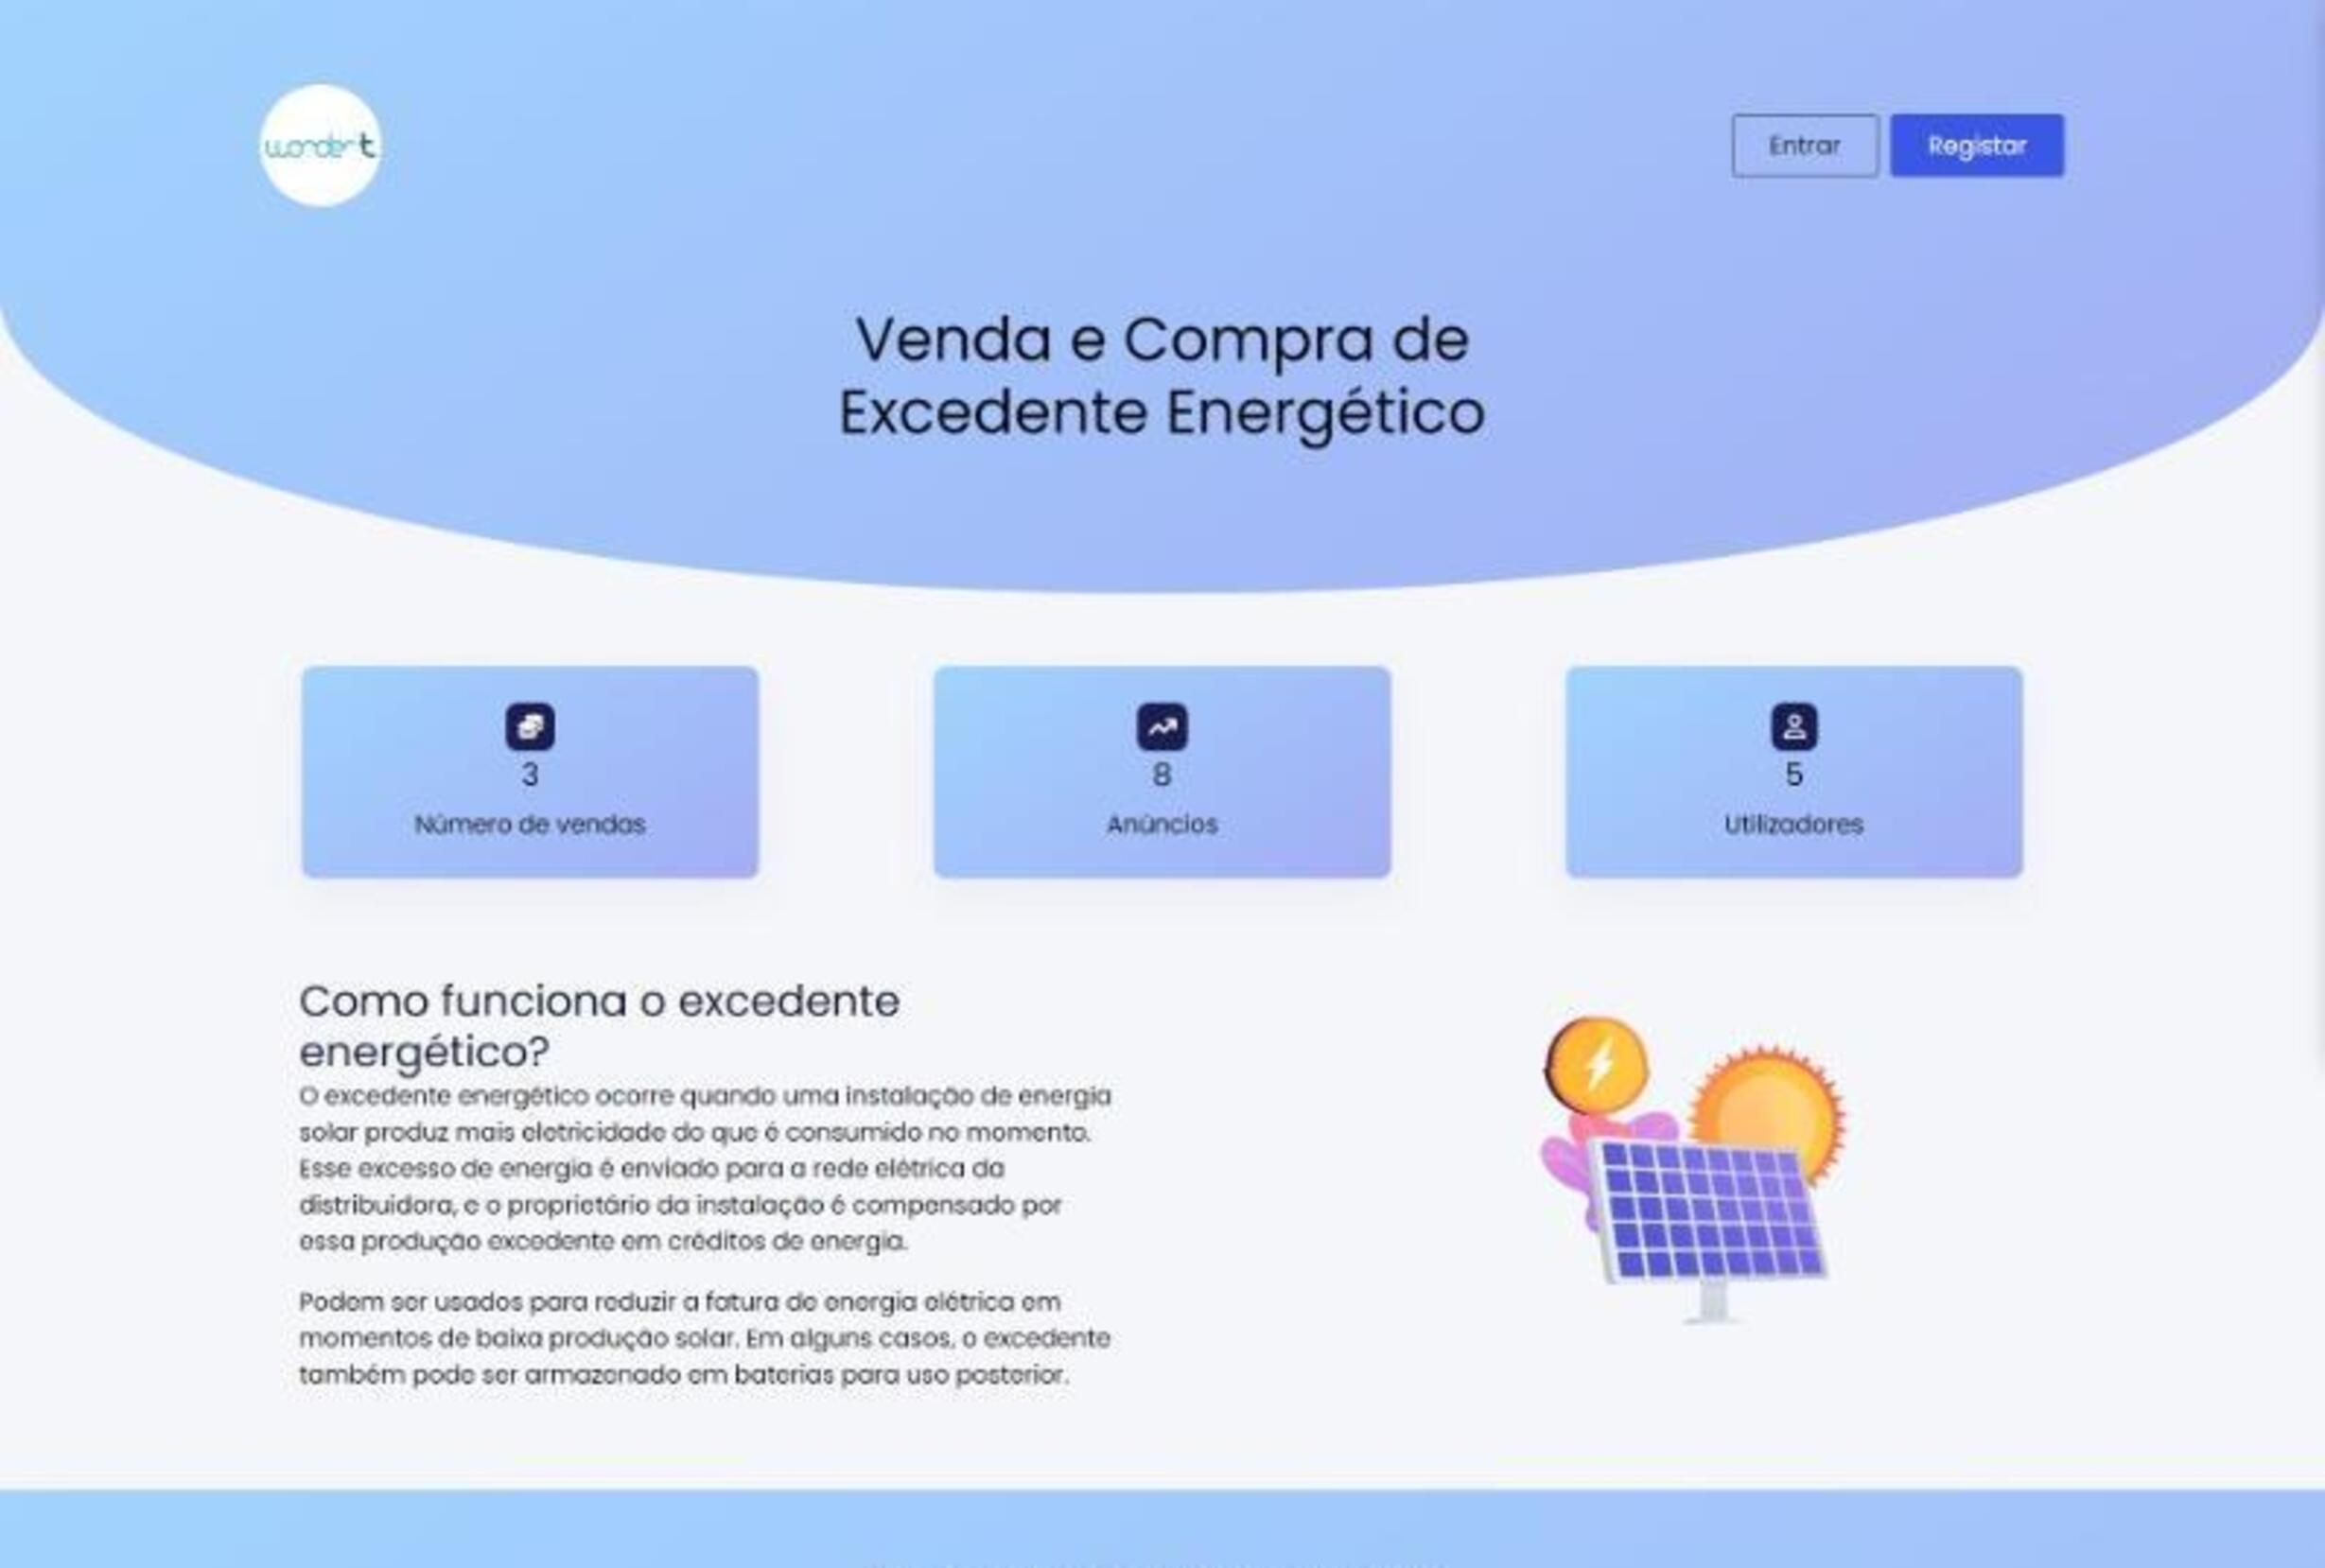 wonder t
Entrar
Registar
Venda e Compra de
Excedente Energético
3
Número de vendas
8
Anúncios
5
Utilizadores
Como funciona o excedente
energético?
O excedente energético ocorre quando uma instalação de energia
solar produz mais eletricidade do que é consumido no momento.
Esse excesso de energia é enviado para a rede elétrica da
distribuidora, e o proprietário da instalação é compensado por
essa produção excedente em créditos de energia.
Podem ser usados para reduzir a fatura de energia elétrica em
momentos de baixa produção solar. Em alguns casos, o excedente
também pode ser armazenado em baterias para uso posterior.